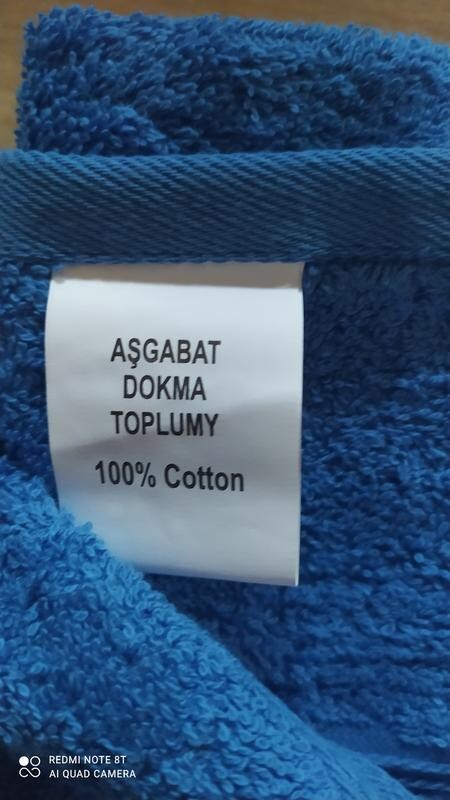 AŞGABAT
DOKMA
TOPLUMY
100% Cotton
REDMI NOTE 8T
AI QUAD CAMERA